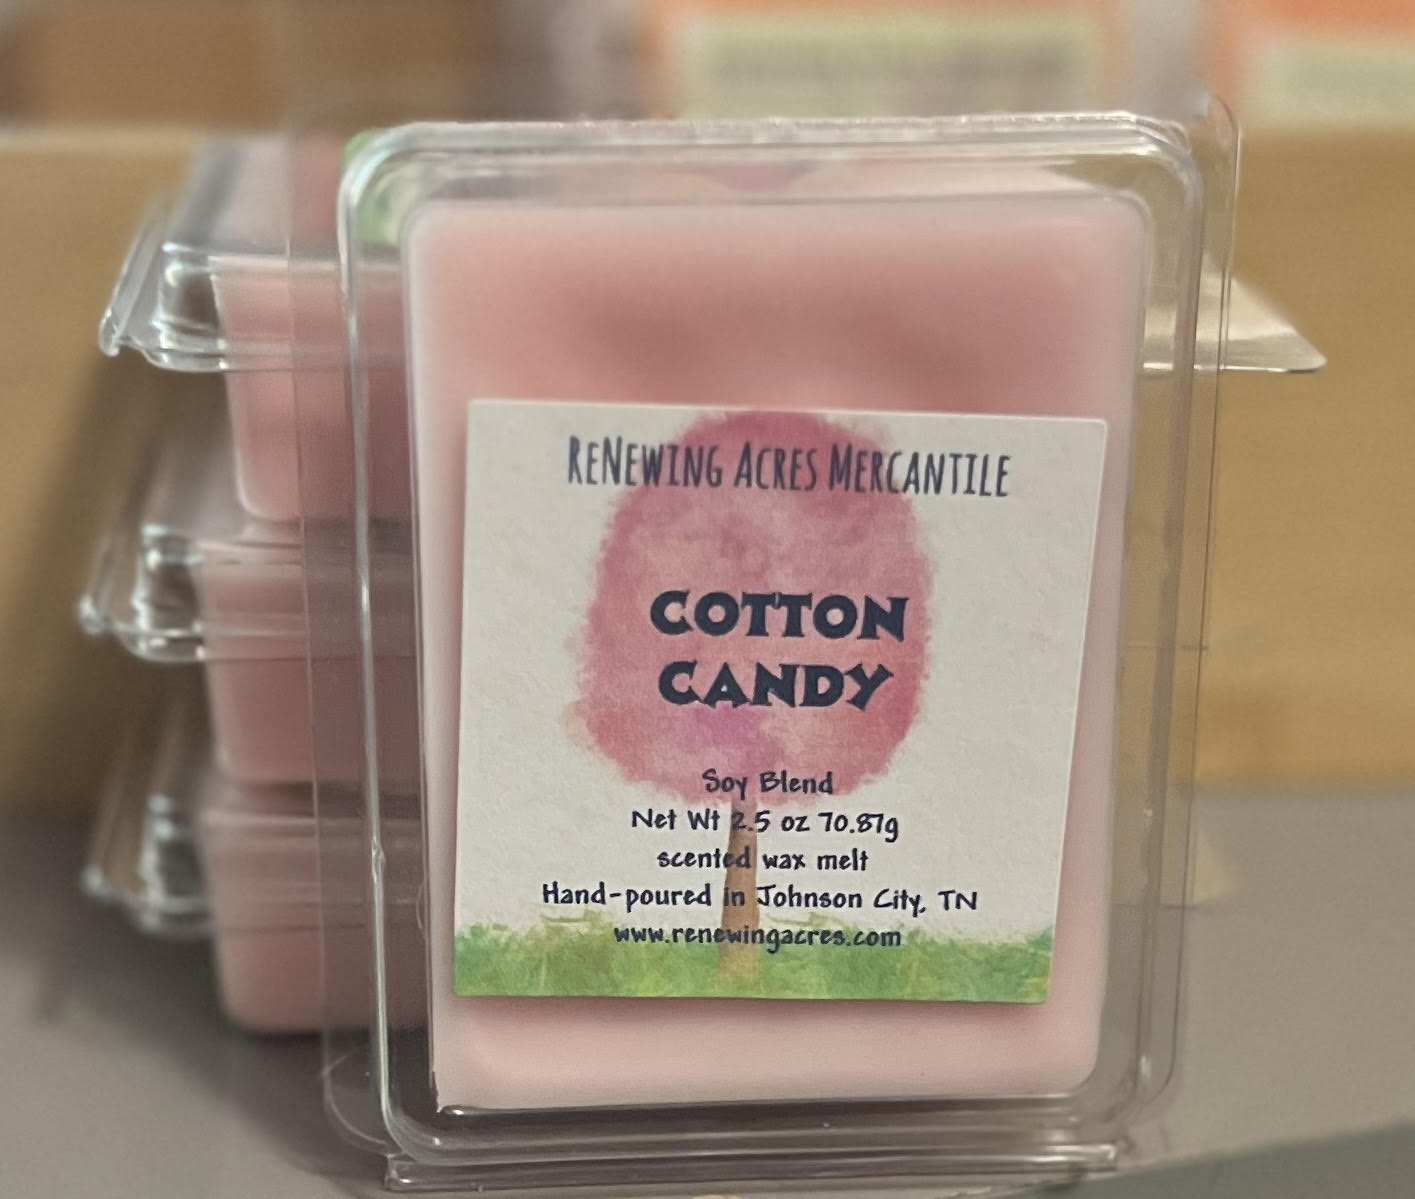 ReNewing Acres Mercantile
COTTON
CANDY
Soy Blend
Net Wt 2.5 oz 70.87g
scented wax melt
Hand-poured in Johnson City, TN
www.renewingacres.com